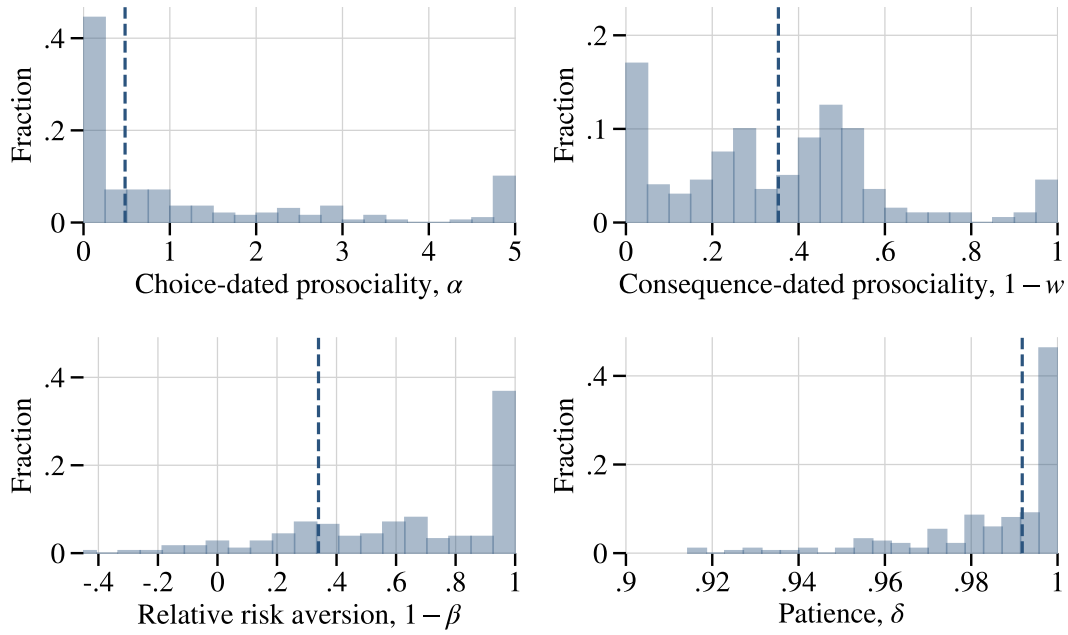 Fraction
.4
.2
0
0 1 2 3 4 5
Choice-dated prosociality, α
Fraction
.2
.1
0
0 .2 .4 .6 .8 1
Consequence-dated prosociality, 1 − w
Fraction
.4
.2
0
-.4 -.2 0 .2 .4 .6 .8 1
Relative risk aversion, 1 − β
Fraction
.4
.2
0
.9 .92 .94 .96 .98 1
Patience, δ